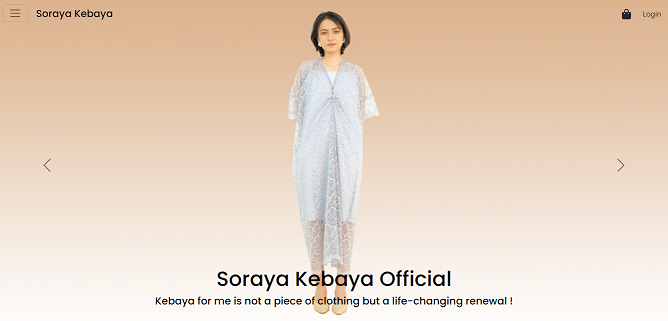 Soraya Kebaya
Login
Soraya Kebaya Official
Kebaya for me is not a piece of clothing but a life-changing renewal !